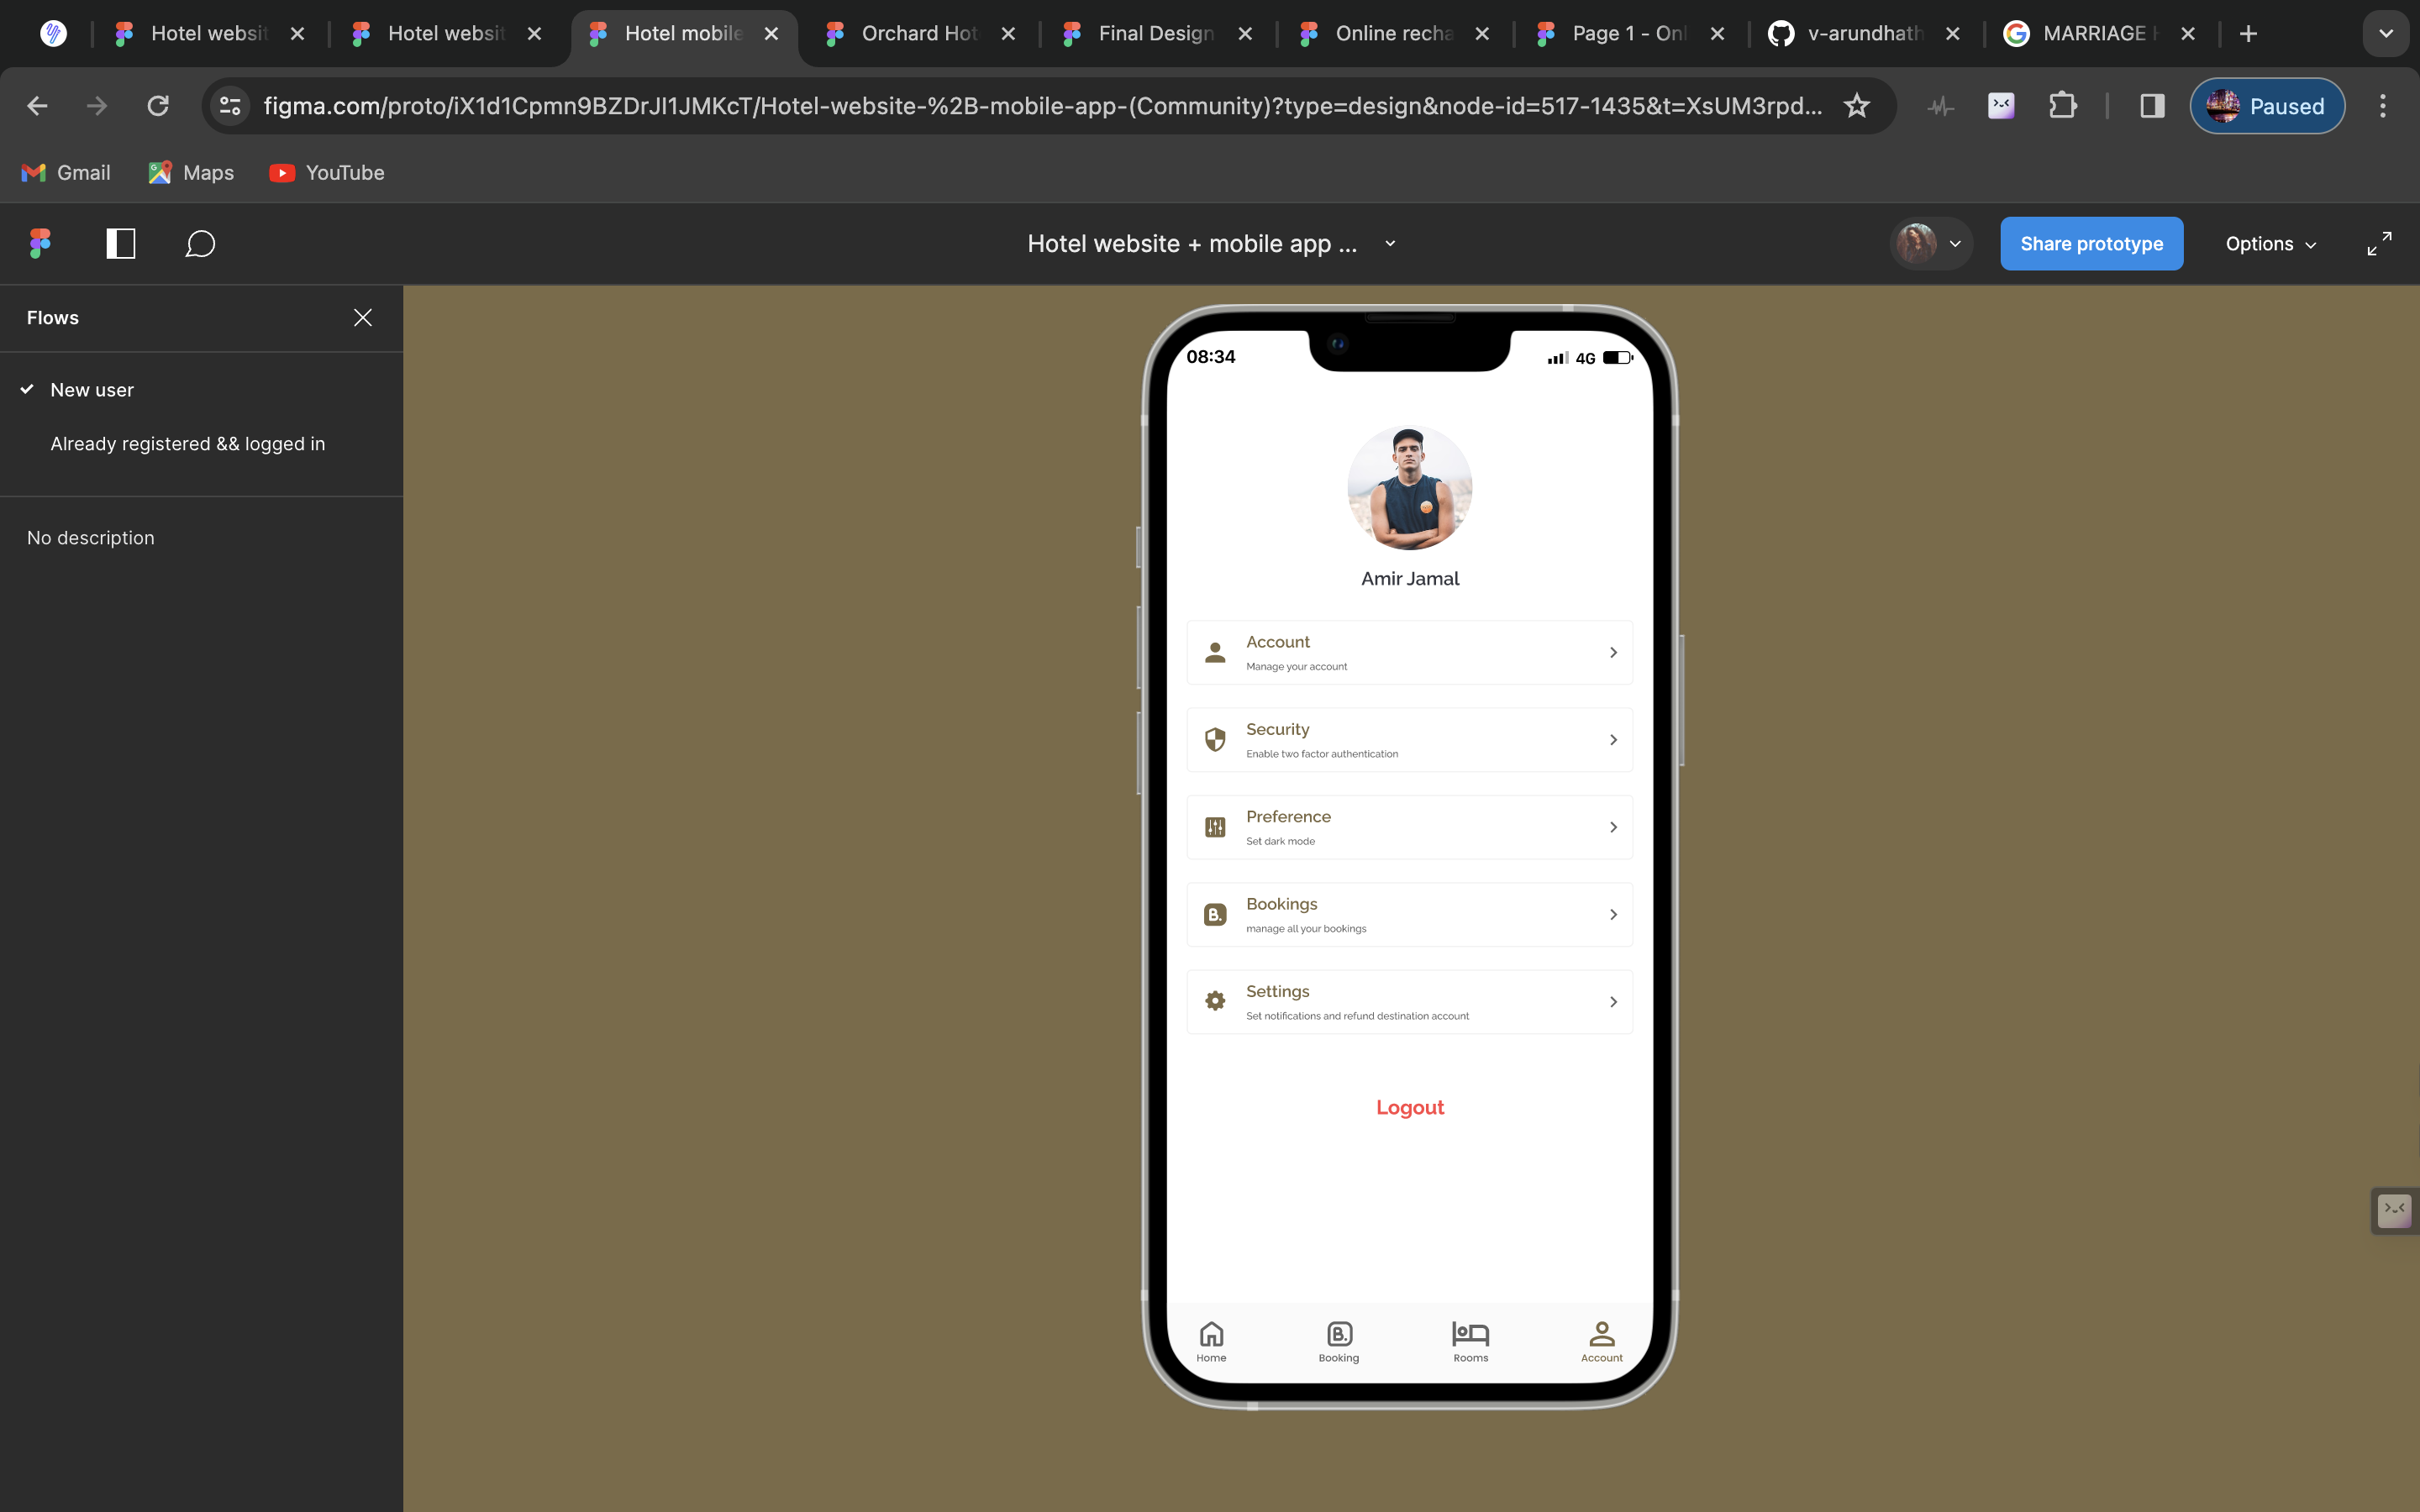 Hotel websit
Hotel websit
Hotel mobile
Orchard Hot
Final Design
Online recha
Page 1 - Onl
v-arundhath
MARRIAGE H
figma.com/proto/iX1d1Cpmn9BZDrJI1JMKcT/Hotel-website-%2B-mobile-app-(Community)?type=design&node-id=517-1435&t=XsUM3rpd...
Paused
Gmail
Maps
YouTube
Hotel website + mobile app ...
Share prototype
Options
Flows
New user
Already registered && logged in
No description
08:34
4G
Amir Jamal
Account
Manage your account
Security
Enable two factor authentication
Preference
Set dark mode
B.
Bookings
manage all your bookings
Settings
Set notifications and refund destination account
Logout
B.
Home
Booking
Rooms
Account